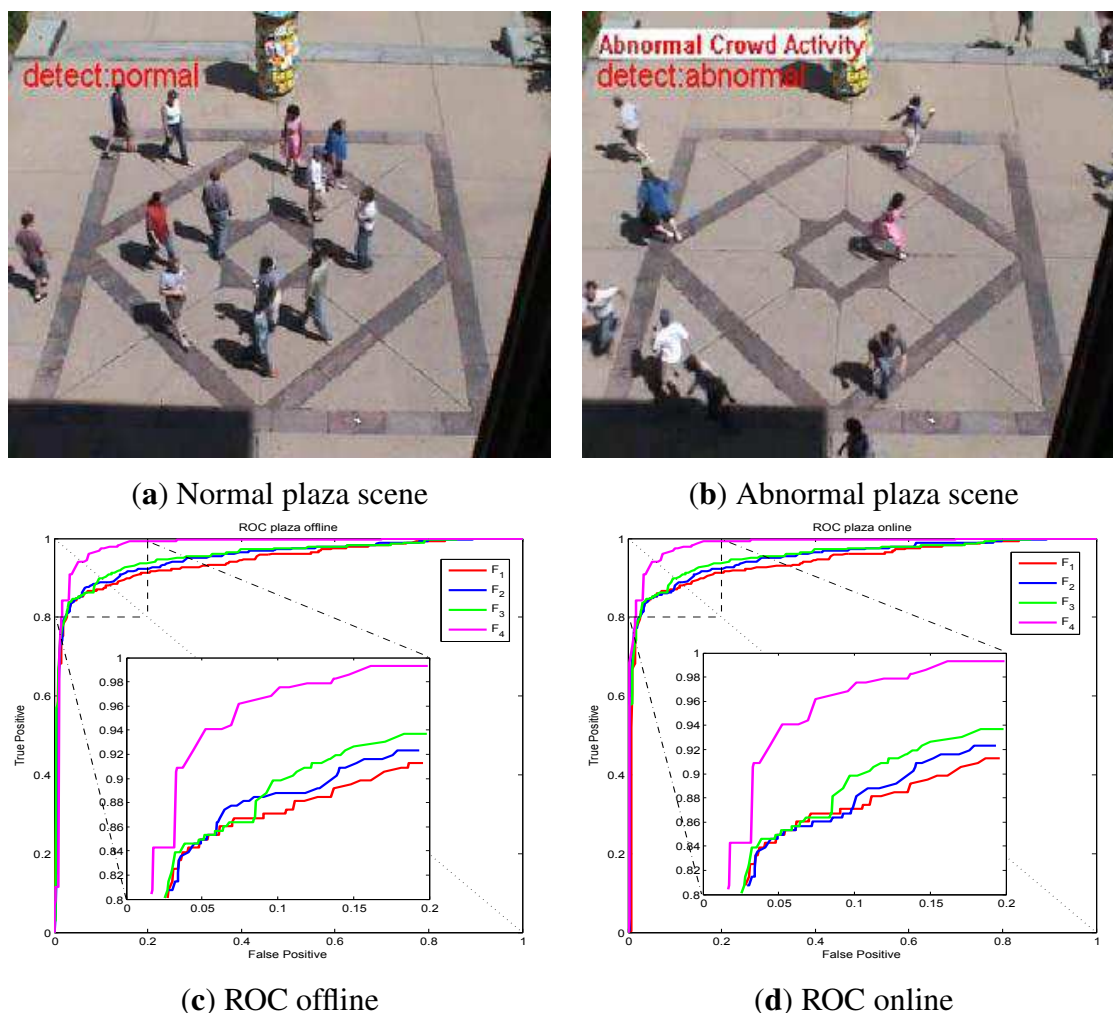 detect:normal
Abnormal Crowd Activity
detect:abnormal
(a) Normal plaza scene
(b) Abnormal plaza scene
ROC plaza offline
1
0.8
0.6
0.4
0.2
0
True Positive
F1
F2
F3
F4
1
0.98
0.96
0.94
0.92
0.9
0.88
0.86
0.84
0.82
0.8
0 0.05 0.1 0.15 0.2
0 0.2 0.4 0.6 0.8 1
False Positive
ROC plaza online
1
0.8
0.6
0.4
0.2
0
True Positive
F1
F2
F3
F4
1
0.98
0.96
0.94
0.92
0.9
0.88
0.86
0.84
0.82
0.8
0 0.05 0.1 0.15 0.2
0 0.2 0.4 0.6 0.8 1
False Positive
(c) ROC offline
(d) ROC online